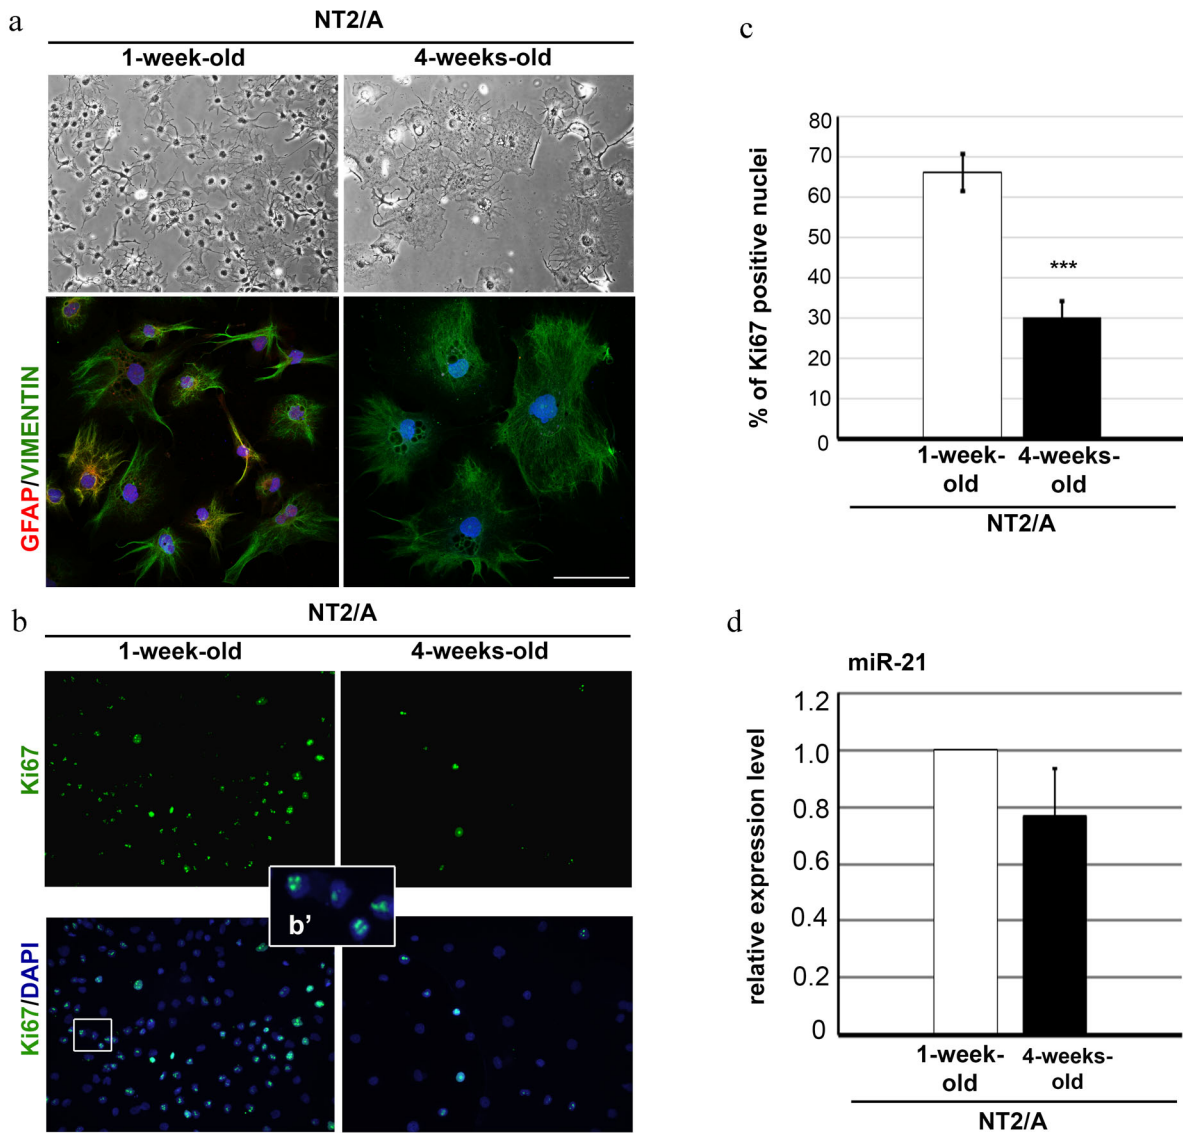 a
NT2/A
1-week-old
4-weeks-old
GFAP/VIMENTIN
b
NT2/A
1-week-old
4-weeks-old
Ki67
b’
Ki67/DAPI
c
% of Ki67 positive nuclei
80
70
60
50
40
30
20
10
0
***
1-week-
old
4-weeks-
old
NT2/A
d
miR-21
relative expression level
1.2
1.0
0.8
0.6
0.4
0.2
0
1-week-
old
4-weeks-
old
NT2/A